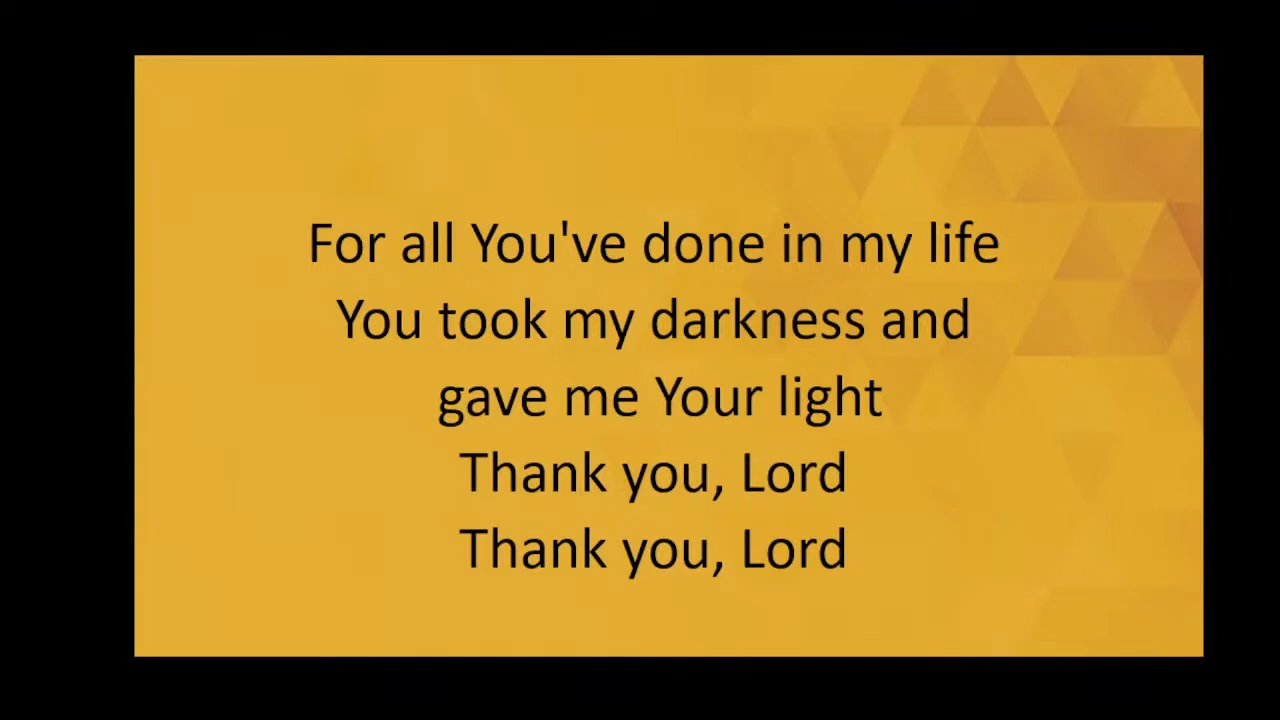 For all You've done in my life
You took my darkness and
gave me Your light
Thank you, Lord
Thank you, Lord